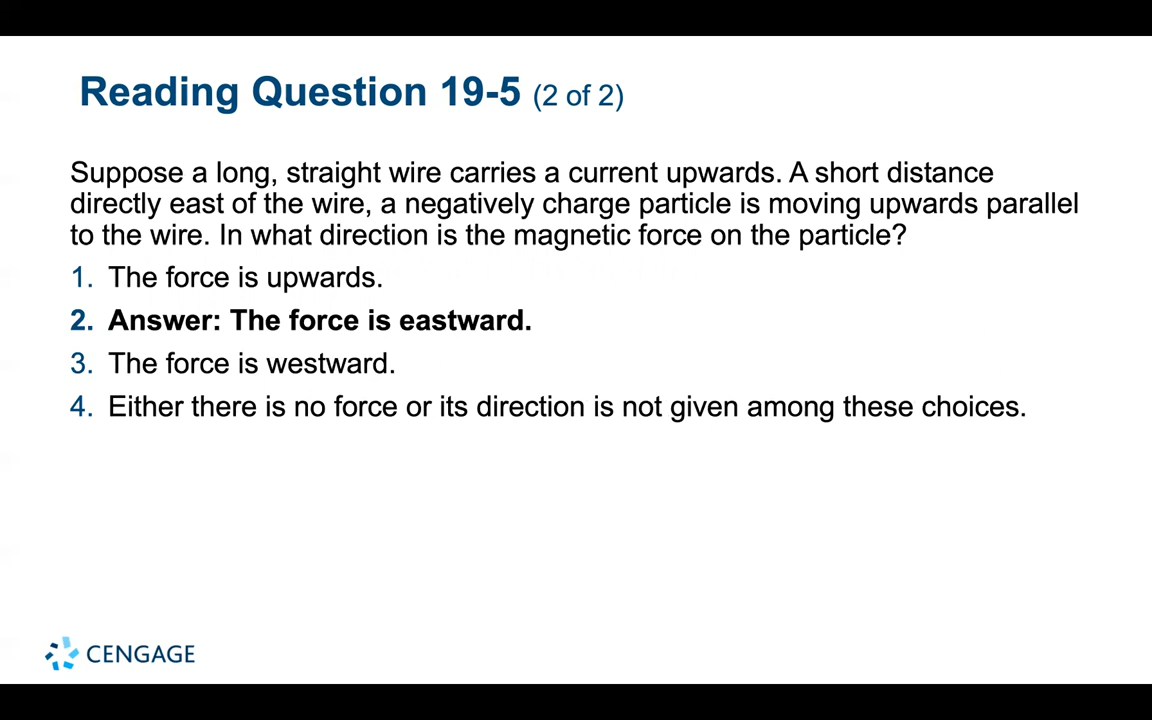 Reading Question 19-5 (2 of 2)
Suppose a long, straight wire carries a current upwards. A short distance
directly east of the wire, a negatively charge particle is moving upwards parallel
to the wire. In what direction is the magnetic force on the particle?
1. The force is upwards.
2. Answer: The force is eastward.
3. The force is westward.
4. Either there is no force or its direction is not given among these choices.
CENGAGE